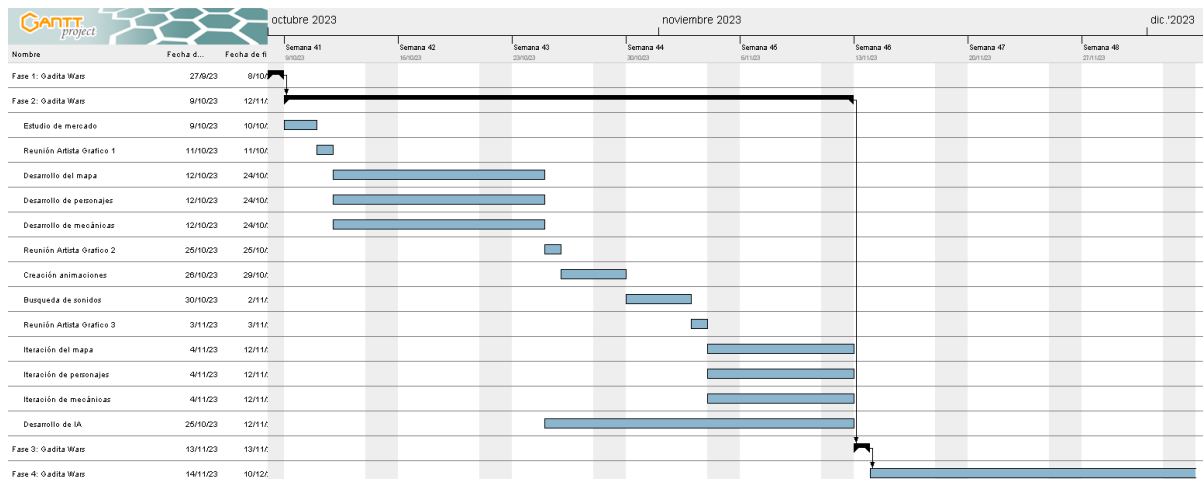 GANTT project
octubre 2023 noviembre 2023 dic.'2023
Semana 41 Semana 42 Semana 43 Semana 44 Semana 45 Semana 46 Semana 47 Semana 48
Nombre Fecha d... Fecha de fi 9/10/23 16/10/23 23/10/23 30/10/23 6/11/23 13/11/23 20/11/23 27/11/23
Fase 1: Gadita Wars 27/9/23 8/10/
Fase 2: Gadita Wars 9/10/23 12/11/
Estudio de mercado 9/10/23 10/10/
Reunión Artista Grafico 1 11/10/23 11/10/
Desarrollo del mapa 12/10/23 24/10/
Desarrollo de personajes 12/10/23 24/10/
Desarrollo de mecánicas 12/10/23 24/10/
Reunión Artista Grafico 2 25/10/23 25/10/
Creación animaciones 26/10/23 29/10/
Busqueda de sonidos 30/10/23 2/11/
Reunión Artista Grafico 3 3/11/23 3/11/
Iteración del mapa 4/11/23 12/11/
Iteración de personajes 4/11/23 12/11/
Iteración de mecánicas 4/11/23 12/11/
Desarrollo de IA 25/10/23 12/11/
Fase 3: Gadita Wars 13/11/23 13/11/
Fase 4: Gadita Wars 14/11/23 10/12/